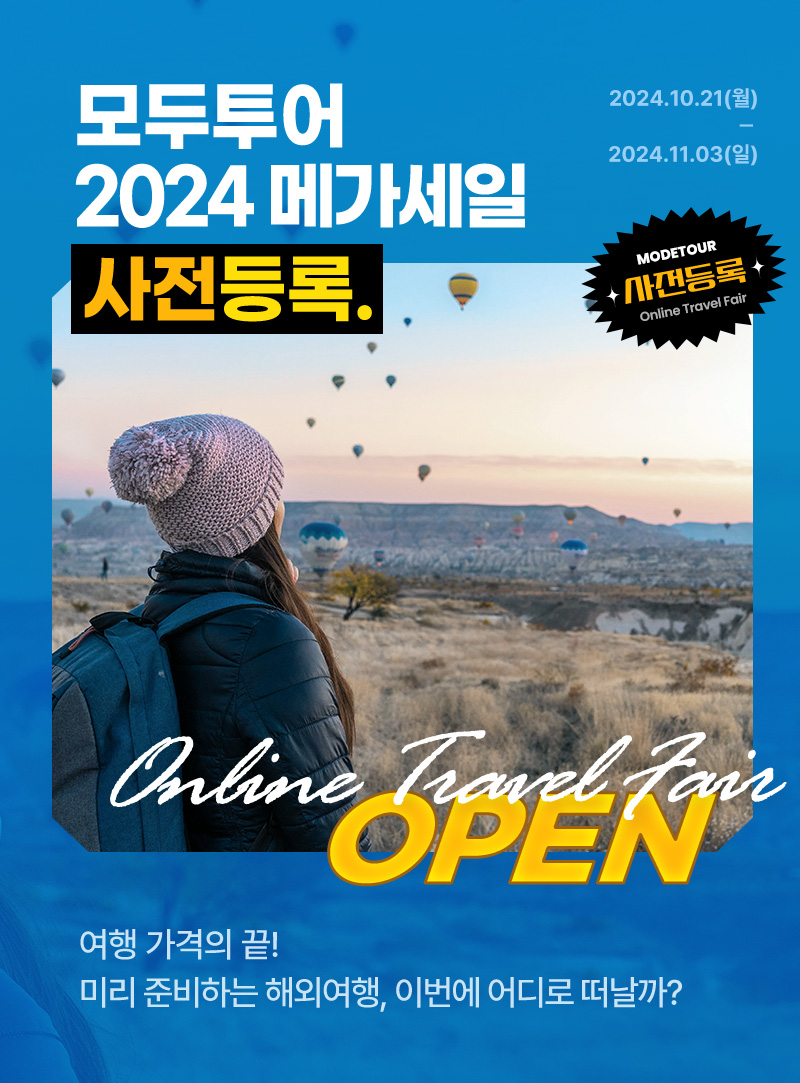 모두투어
2024 메가세일
사전등록.
2024.10.21(월)
–
2024.11.03(일)
MODETOUR
사전등록
Online Travel Fair
Online Travel Fair
OPEN
여행 가격의 끝!
미리 준비하는 해외여행, 이번에 어디로 떠날까?